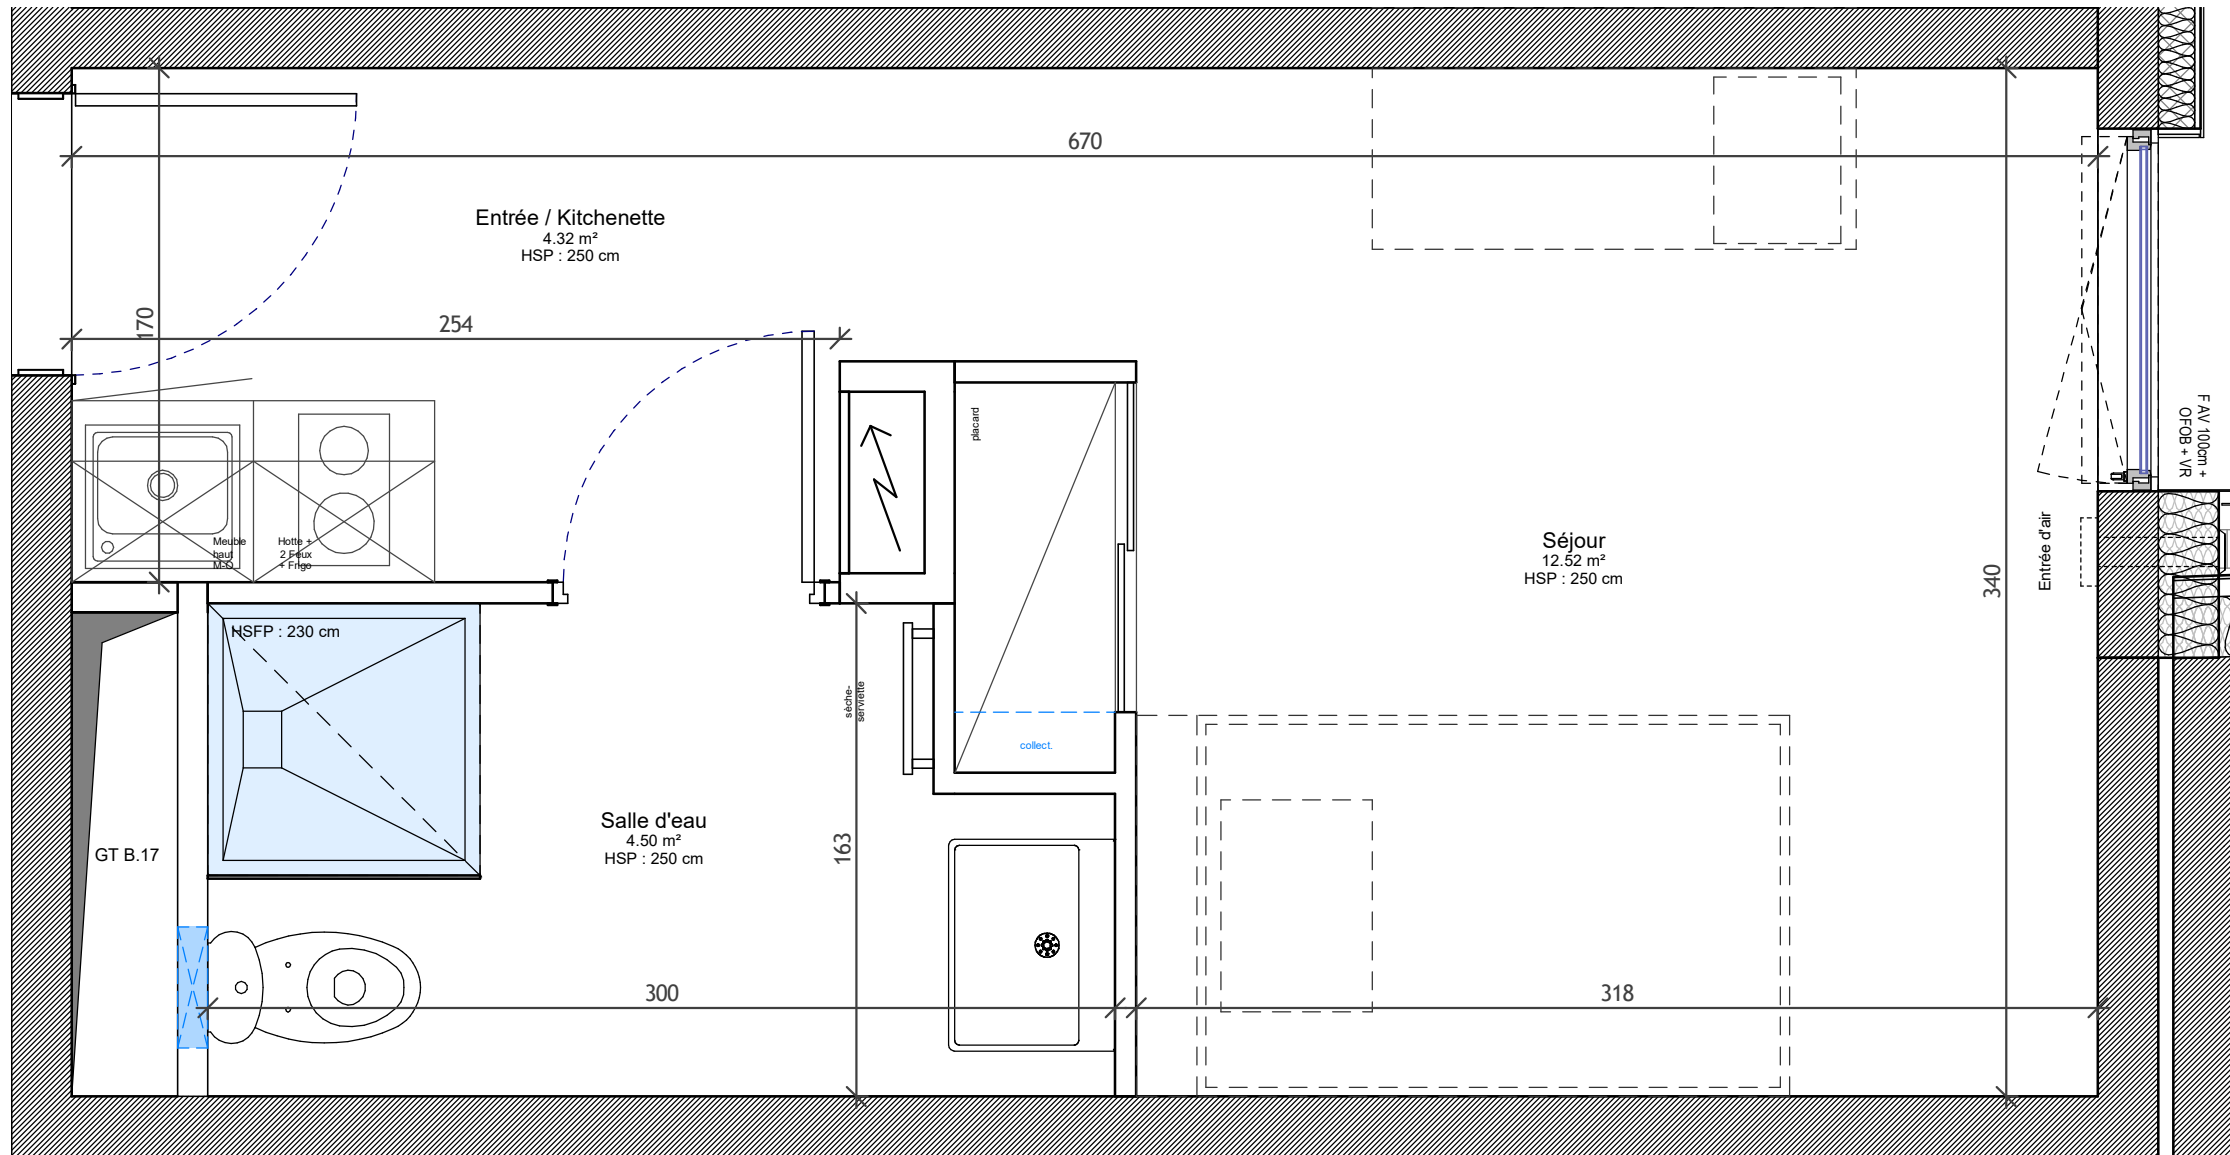 670
Entrée / Kitchenette
4.32 m²
HSP : 250 cm
170
254
placard
F AV 100cm +
OFOB + VR
Entrée d'air
Séjour
12.52 m²
HSP : 250 cm
340
Meuble
haut
M-O
Hotte +
2 Feux
+ Frigo
HSFP : 230 cm
sèche-
serviette
collect.
Salle d'eau
4.50 m²
HSP : 250 cm
163
GT B.17
300
318